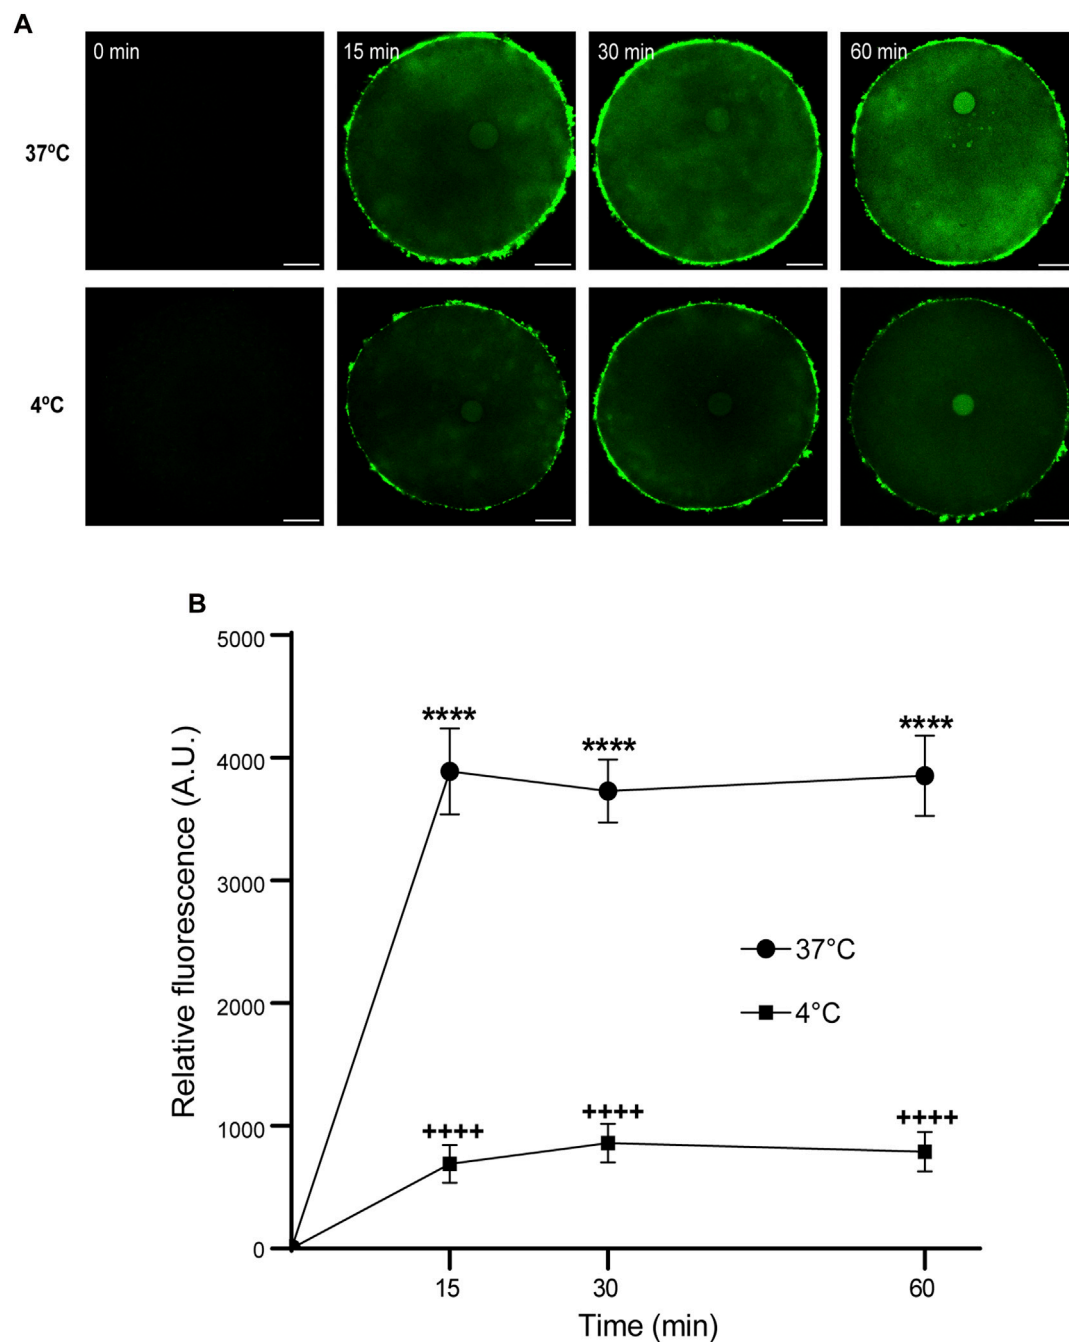 A
0 min
15 min
30 min
60 min
37ºC
4ºC
B
Relative fluorescence (A.U.)
5000
4000
3000
2000
1000
0
****
****
****
++++
++++
++++
37°C
4°C
15
30
60
Time (min)